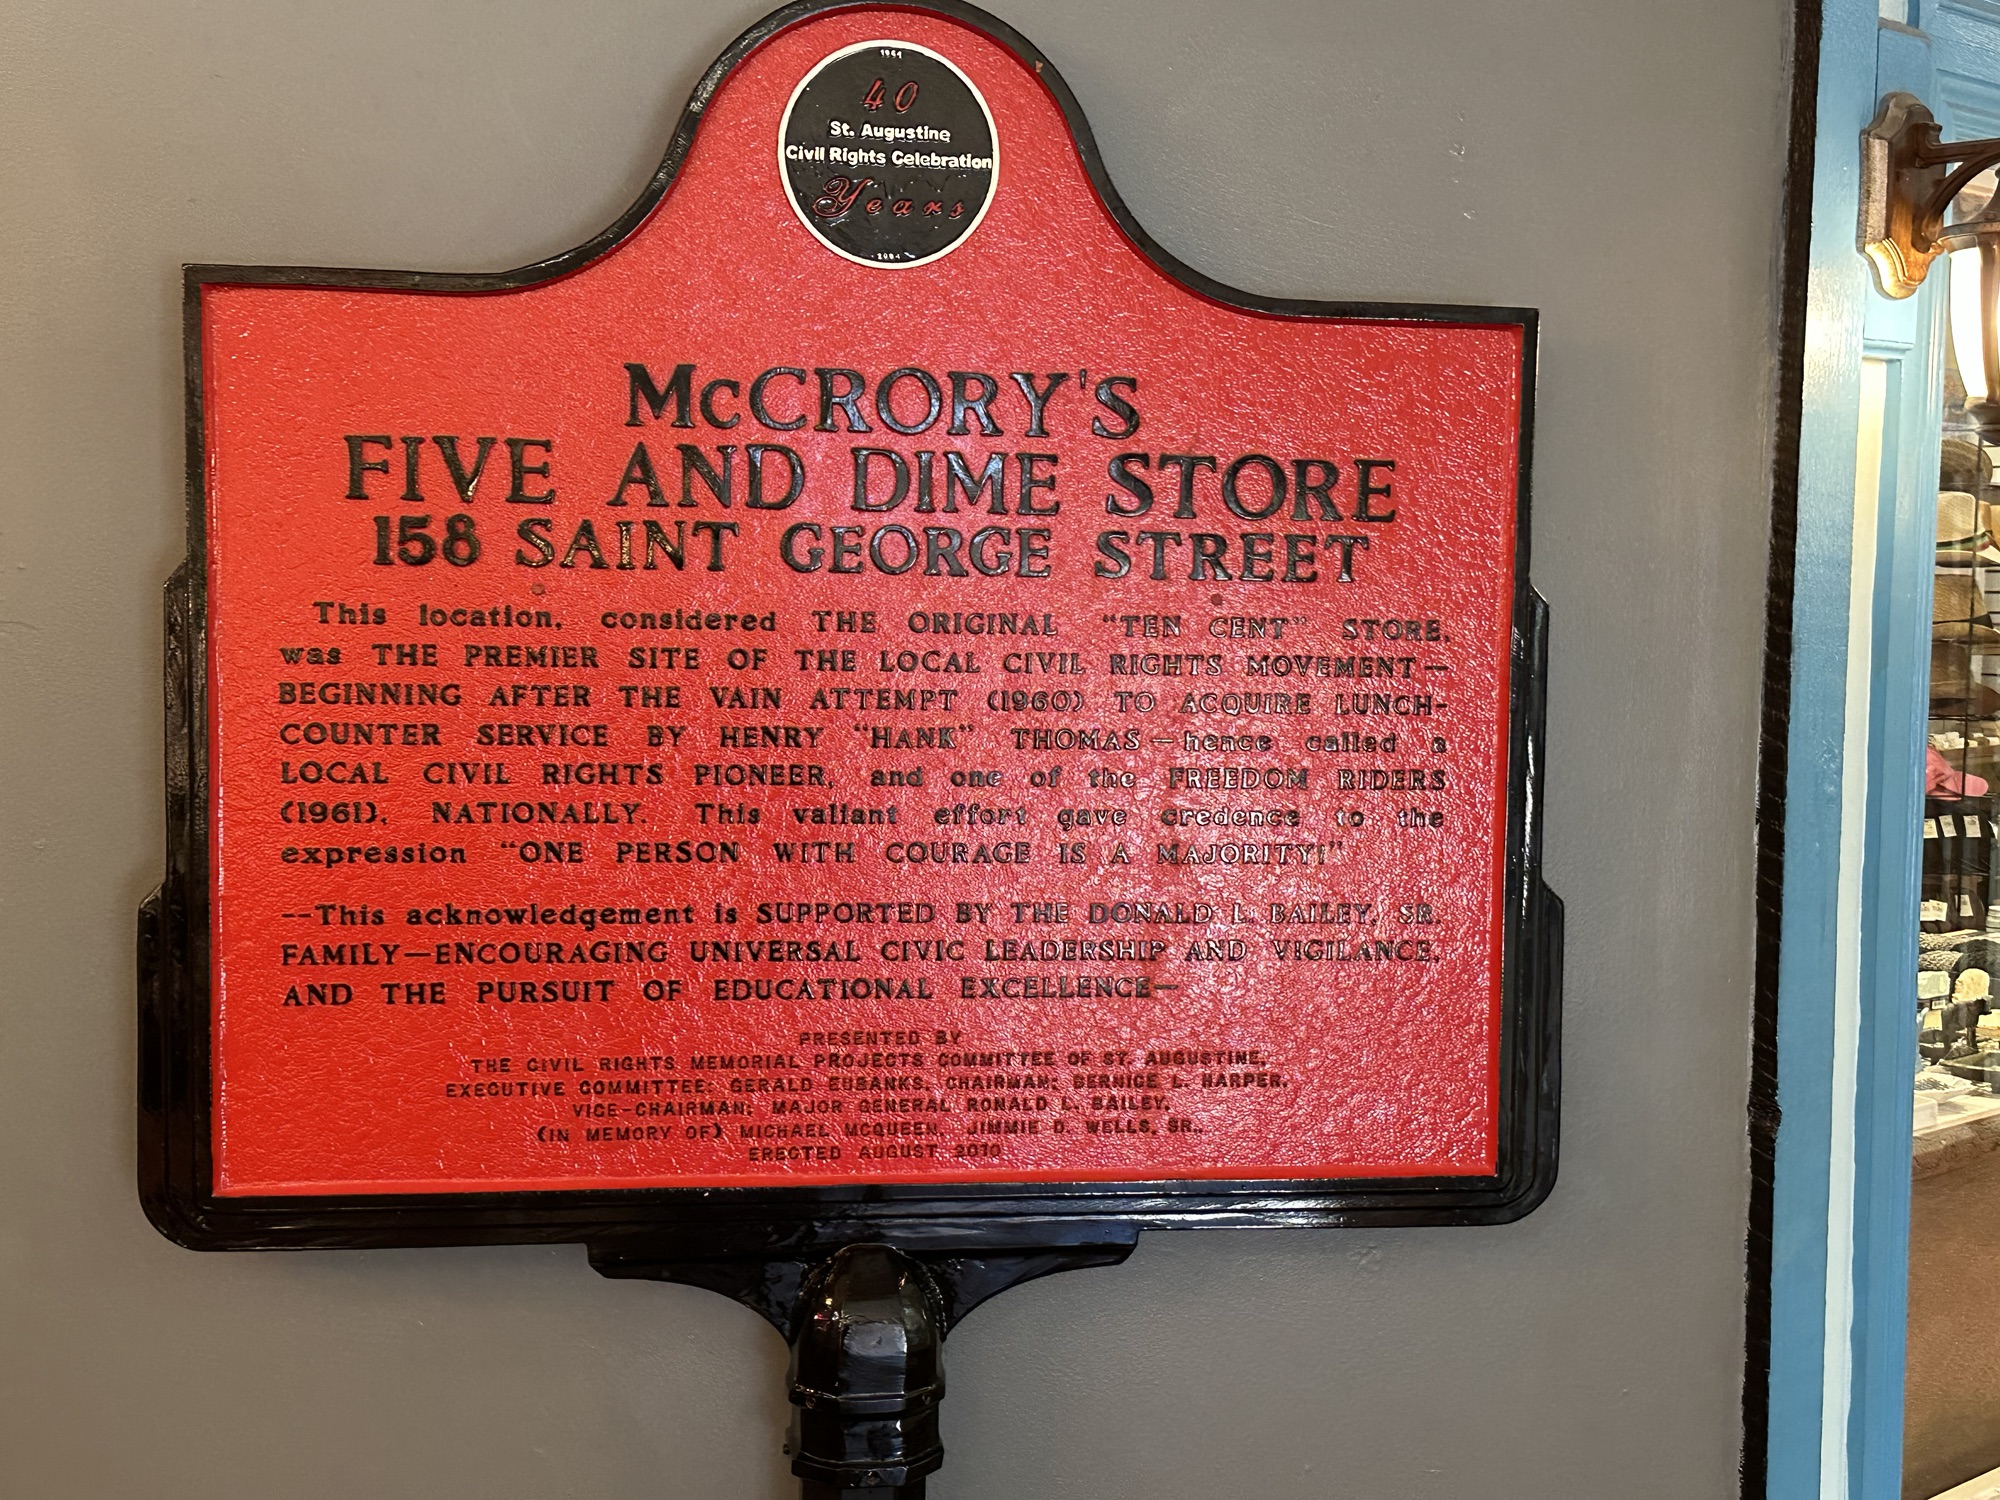 1964
40
St. Augustine
Civil Rights Celebration
Years
2004
McCRORY'S
FIVE AND DIME STORE
158 SAINT GEORGE STREET
This location, considered THE ORIGINAL "TEN CENT" STORE,
was THE PREMIER SITE OF THE LOCAL CIVIL RIGHTS MOVEMENT—
BEGINNING AFTER THE VAIN ATTEMPT (1960) TO ACQUIRE LUNCH-
COUNTER SERVICE BY HENRY "HANK" THOMAS—hence called a
LOCAL CIVIL RIGHTS PIONEER, and one of the FREEDOM RIDERS
(1961), NATIONALLY. This valiant effort gave credence to the
expression "ONE PERSON WITH COURAGE IS A MAJORITY!"
--This acknowledgement is SUPPORTED BY THE DONALD L. BAILEY, SR.
FAMILY—ENCOURAGING UNIVERSAL CIVIC LEADERSHIP AND VIGILANCE,
AND THE PURSUIT OF EDUCATIONAL EXCELLENCE—
PRESENTED BY
THE CIVIL RIGHTS MEMORIAL PROJECTS COMMITTEE OF ST. AUGUSTINE,
EXECUTIVE COMMITTEE: GERALD EUBANKS, CHAIRMAN; BERNICE L. HARPER,
VICE-CHAIRMAN; MAJOR GENERAL RONALD L. BAILEY,
(IN MEMORY OF) MICHAEL MCQUEEN, JIMMIE D. WELLS, SR.,
ERECTED AUGUST 2010